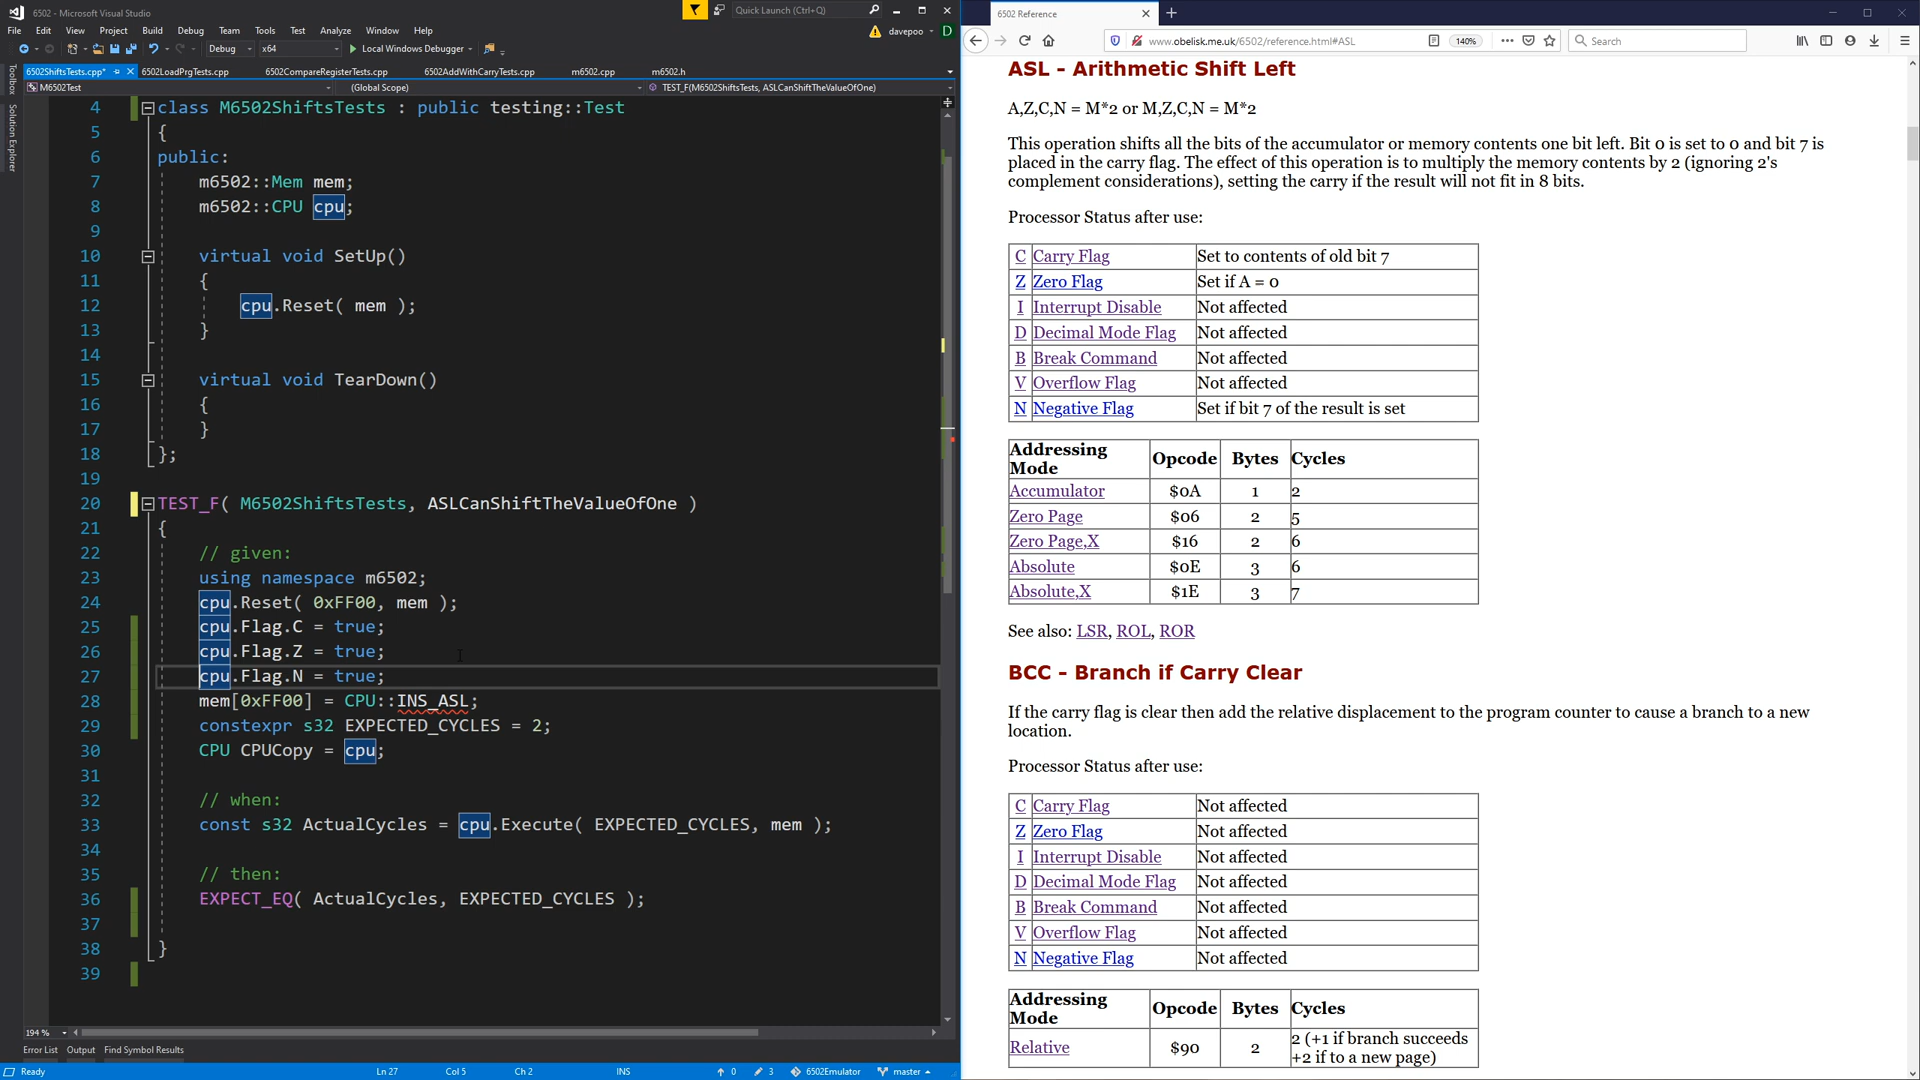 6502 - Microsoft Visual Studio
Quick Launch (Ctrl+Q)
File Edit View Project Build Debug Team Tools Test Analyze Window Help
davepoo D
Debug x64 Local Windows Debugger
6502ShiftsTests.cpp* 6502LoadPrgTests.cpp 6502CompareRegisterTests.cpp 6502AddWithCarryTests.cpp m6502.cpp m6502.h
M6502Test (Global Scope) TEST_F(M6502ShiftsTests, ASLCanShiftTheValueOfOne)
Toolbox
Solution Explorer
4 class M6502ShiftsTests : public testing::Test
5 {
6 public:
7 m6502::Mem mem;
8 m6502::CPU cpu;
9
10 virtual void SetUp()
11 {
12 cpu.Reset( mem );
13 }
14
15 virtual void TearDown()
16 {
17 }
18 };
19
20 TEST_F( M6502ShiftsTests, ASLCanShiftTheValueOfOne )
21 {
22 // given:
23 using namespace m6502;
24 cpu.Reset( 0xFF00, mem );
25 cpu.Flag.C = true;
26 cpu.Flag.Z = true;
27 cpu.Flag.N = true;
28 mem[0xFF00] = CPU::INS_ASL;
29 constexpr s32 EXPECTED_CYCLES = 2;
30 CPU CPUCopy = cpu;
31
32 // when:
33 const s32 ActualCycles = cpu.Execute( EXPECTED_CYCLES, mem );
34
35 // then:
36 EXPECT_EQ( ActualCycles, EXPECTED_CYCLES );
37
38 }
39
194 %
Error List Output Find Symbol Results
Ready Ln 27 Col 5 Ch 2 INS 0 3 6502Emulator master
6502 Reference
www.obelisk.me.uk/6502/reference.html#ASL 140% Search
ASL - Arithmetic Shift Left
A,Z,C,N = M*2 or M,Z,C,N = M*2
This operation shifts all the bits of the accumulator or memory contents one bit left. Bit 0 is set to 0 and bit 7 is
placed in the carry flag. The effect of this operation is to multiply the memory contents by 2 (ignoring 2's
complement considerations), setting the carry if the result will not fit in 8 bits.
Processor Status after use:
C Carry Flag Set to contents of old bit 7
Z Zero Flag Set if A = 0
I Interrupt Disable Not affected
D Decimal Mode Flag Not affected
B Break Command Not affected
V Overflow Flag Not affected
N Negative Flag Set if bit 7 of the result is set
Addressing
Mode Opcode Bytes Cycles
Accumulator $0A 1 2
Zero Page $06 2 5
Zero Page,X $16 2 6
Absolute $0E 3 6
Absolute,X $1E 3 7
See also: LSR, ROL, ROR
BCC - Branch if Carry Clear
If the carry flag is clear then add the relative displacement to the program counter to cause a branch to a new
location.
Processor Status after use:
C Carry Flag Not affected
Z Zero Flag Not affected
I Interrupt Disable Not affected
D Decimal Mode Flag Not affected
B Break Command Not affected
V Overflow Flag Not affected
N Negative Flag Not affected
Addressing
Mode Opcode Bytes Cycles
Relative $90 2 2 (+1 if branch succeeds
+2 if to a new page)